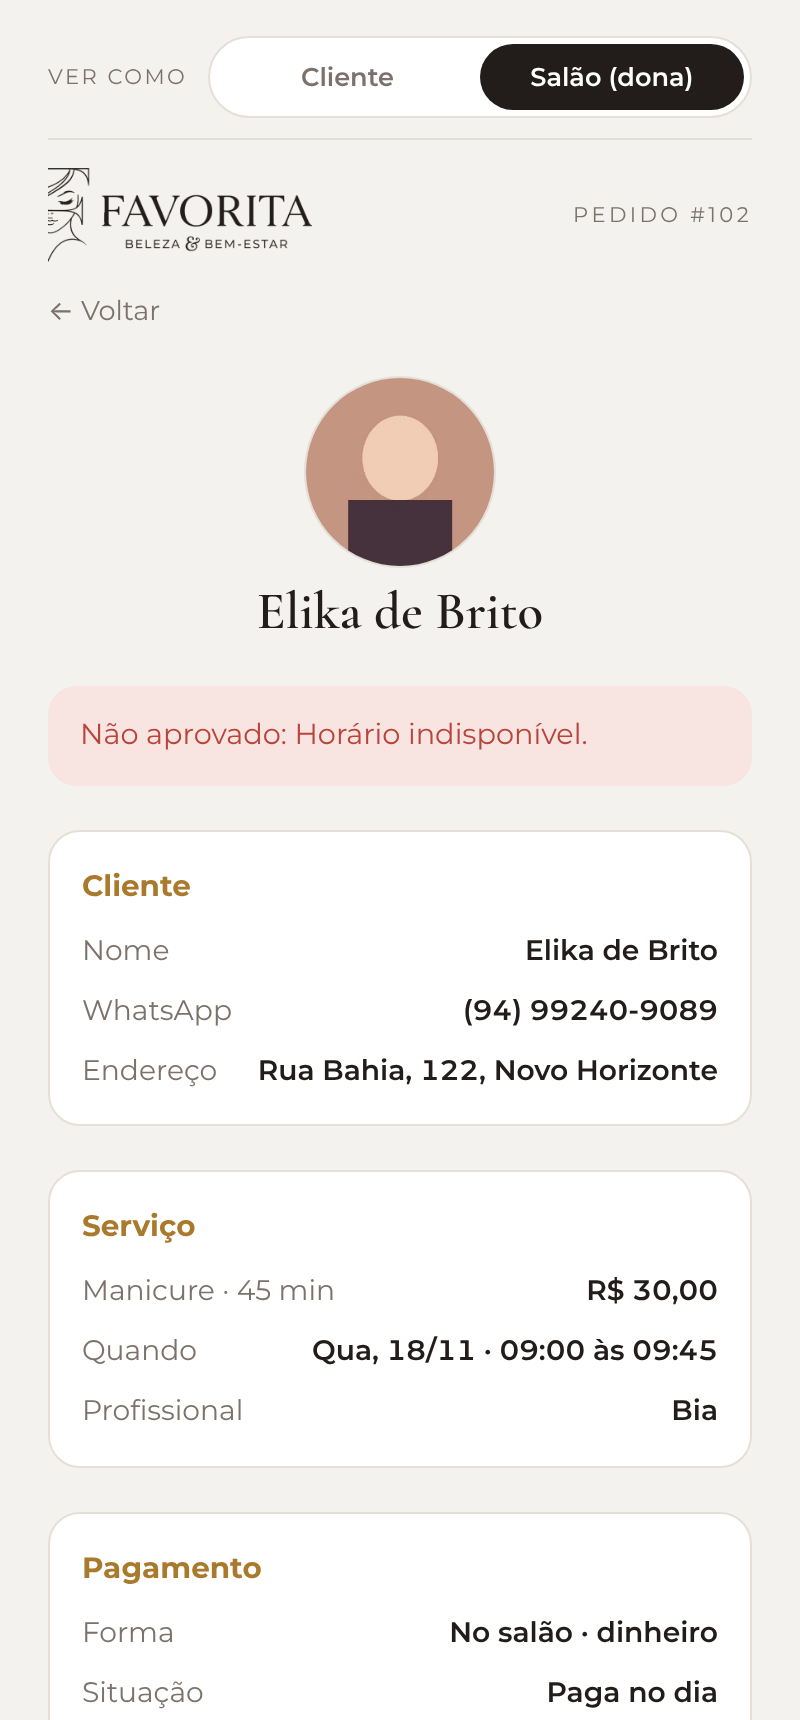 VER COMO Cliente Salão (dona)
FAVORITA
BELEZA & BEM-ESTAR
PEDIDO #102
← Voltar
Elika de Brito
Não aprovado: Horário indisponível.
Cliente
Nome Elika de Brito
WhatsApp (94) 99240-9089
Endereço Rua Bahia, 122, Novo Horizonte
Serviço
Manicure · 45 min R$ 30,00
Quando Qua, 18/11 · 09:00 às 09:45
Profissional Bia
Pagamento
Forma No salão · dinheiro
Situação Paga no dia